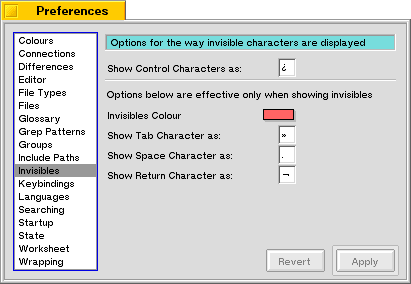 Preferences
Colours
Connections
Differences
Editor
File Types
Files
Glossary
Grep Patterns
Groups
Include Paths
Invisibles
Keybindings
Languages
Searching
Startup
State
Worksheet
Wrapping
Options for the way invisible characters are displayed
Show Control Characters as: ¿
Options below are effective only when showing invisibles
Invisibles Colour
Show Tab Character as: »
Show Space Character as: .
Show Return Character as: ¬
Revert Apply